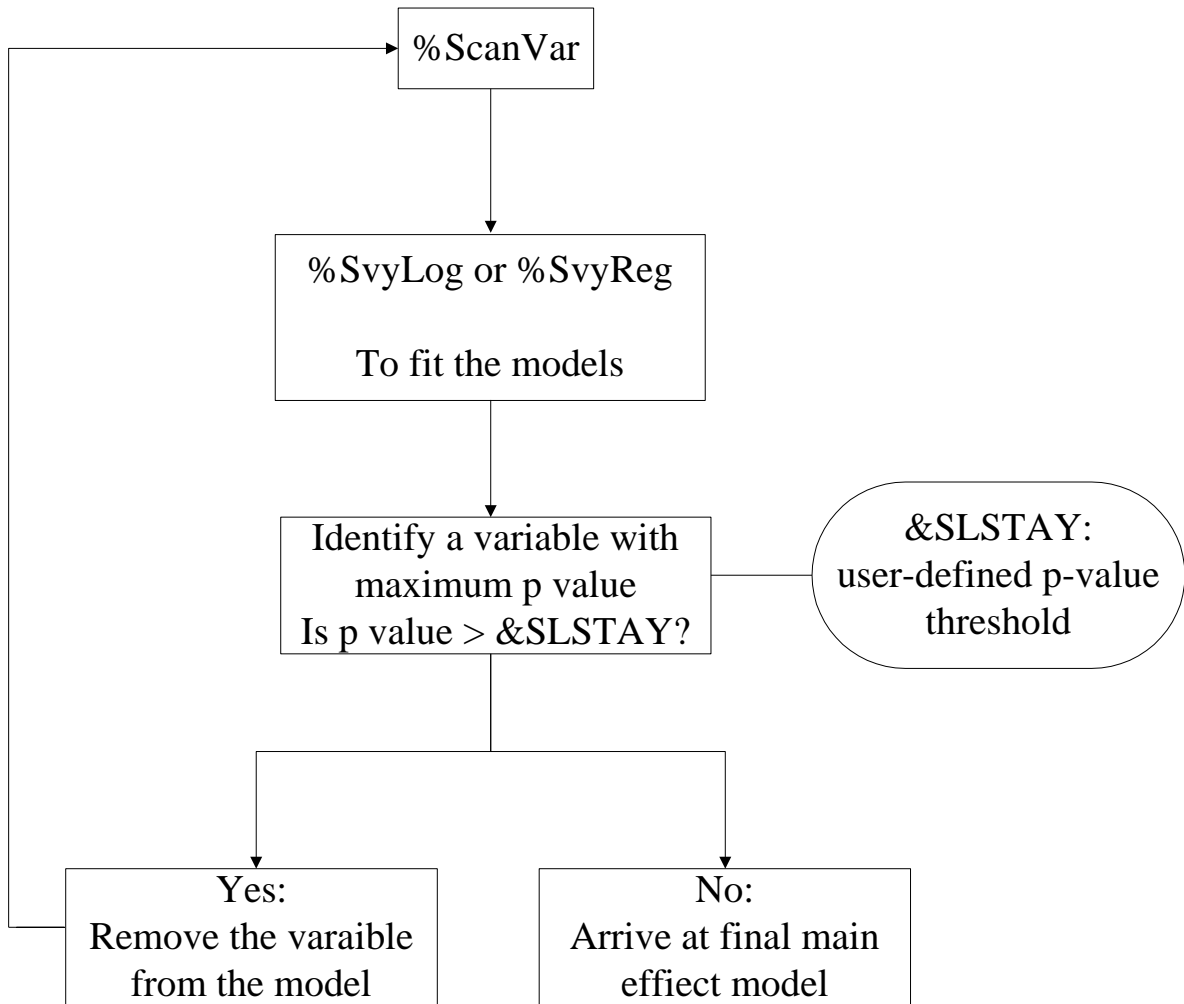 %ScanVar
%SvyLog or %SvyReg
To fit the models
Identify a variable with
maximum p value
Is p value > &SLSTAY?
&SLSTAY:
user-defined p-value
threshold
Yes:
Remove the varaible
from the model
No:
Arrive at final main
effiect model